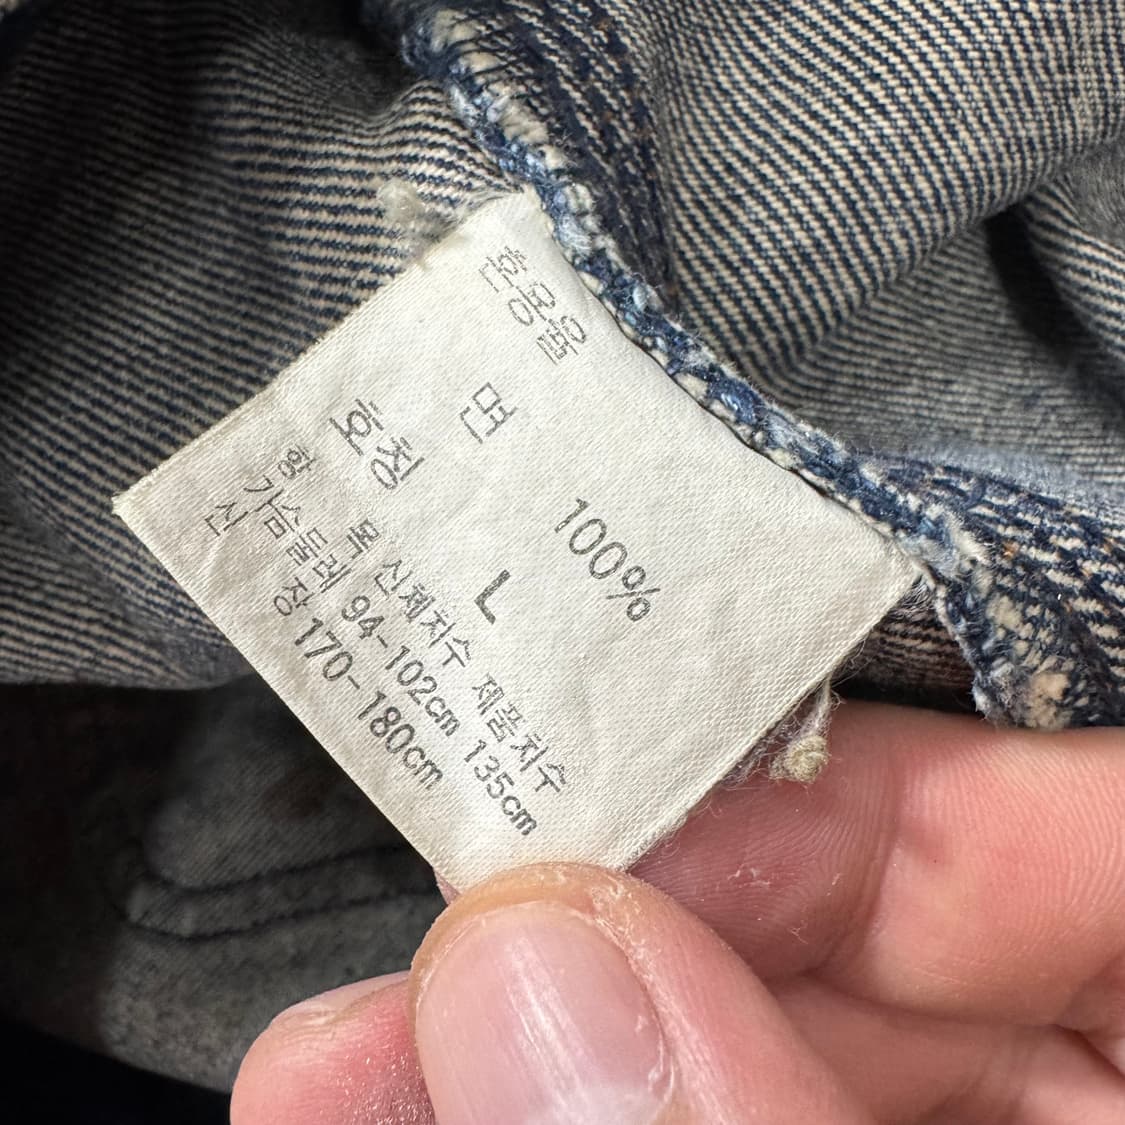 혼용율
면 100%
호칭 L
항 목 신체치수 제품치수
가슴둘레 94-102cm 135cm
신 장 170-180cm